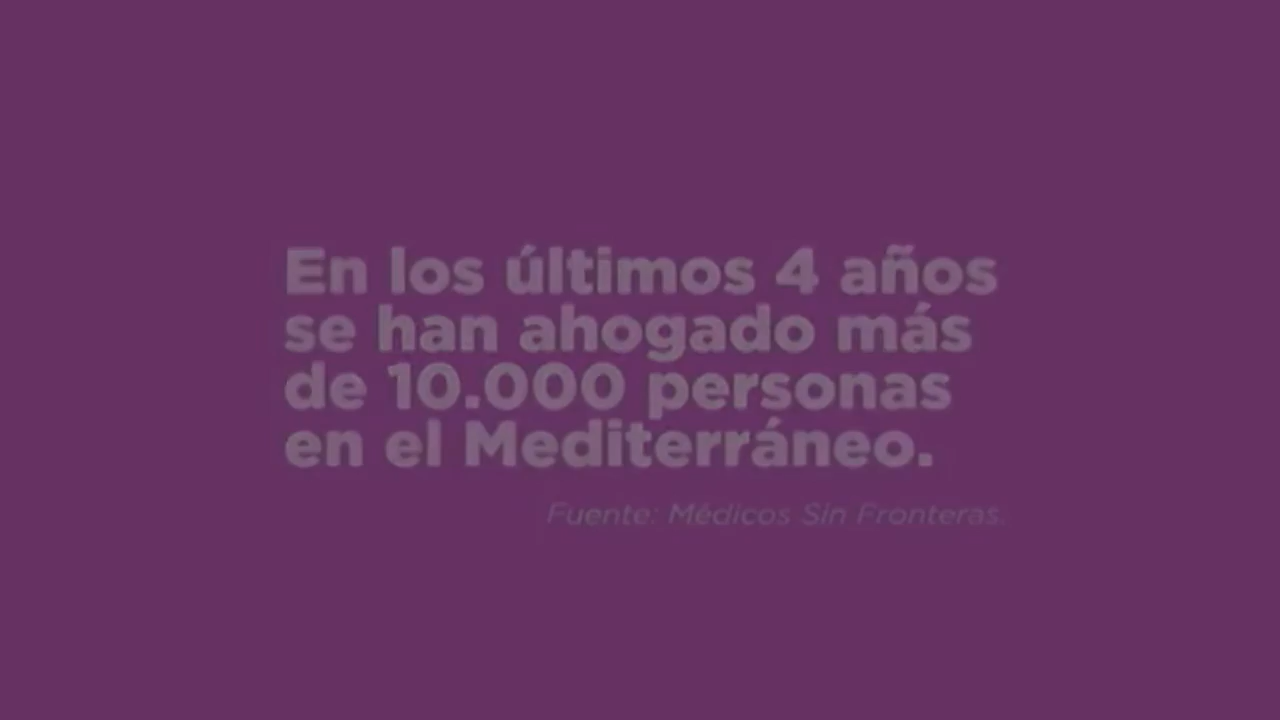 En los últimos 4 años
se han ahogado más
de 10.000 personas
en el Mediterráneo.
Fuente: Médicos Sin Fronteras.